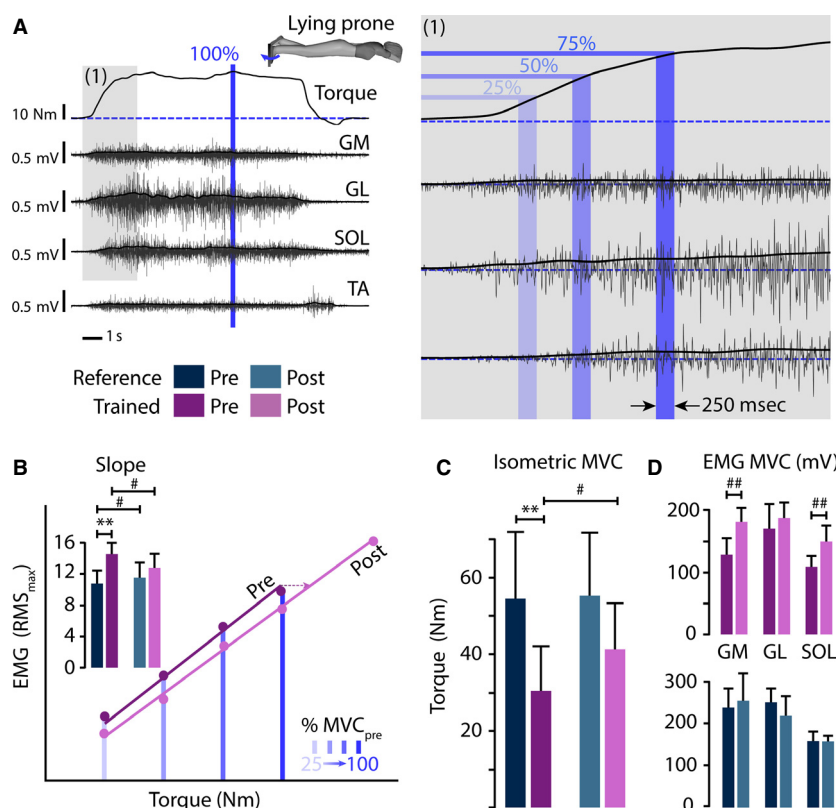 A
Lying prone
100%
(1)
Torque
10 Nm
GM
0.5 mV
GL
0.5 mV
SOL
0.5 mV
TA
0.5 mV
1 s
(1)
75%
50%
25%
250 msec
Reference Pre Post
Trained Pre Post
B
Slope
#
#
**
16
12
8
4
0
EMG (RMSmax)
Pre
Post
% MVCpre
25 → 100
Torque (Nm)
C
Isometric MVC
#
**
60
40
20
Torque (Nm)
D
EMG MVC (mV)
##
##
200
100
0
GM GL SOL
300
200
100
0